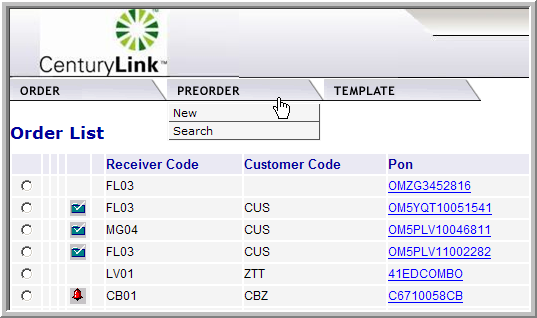 CenturyLink™
ORDER PREORDER TEMPLATE
New
Search
Order List
Receiver Code Customer Code Pon
FL03 OMZG3452816
FL03 CUS OM5YQT10051541
MG04 CUS OM5PLV10046811
FL03 CUS OM5PLV11002282
LV01 ZTT 41EDCOMBO
CB01 CBZ C6710058CB